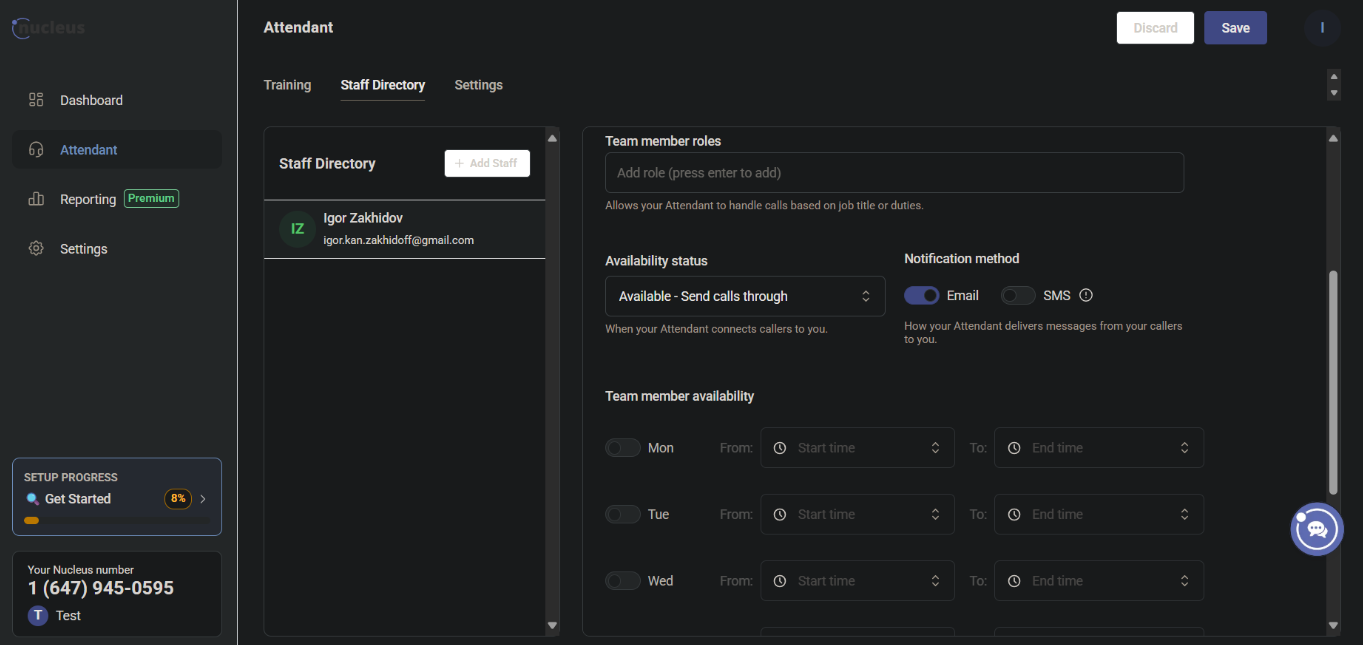 nucleus
Attendant
Discard
Save
I
Dashboard
Attendant
Reporting Premium
Settings
Training
Staff Directory
Settings
Staff Directory
+ Add Staff
IZ
Igor Zakhidov
igor.kan.zakhidoff@gmail.com
Team member roles
Add role (press enter to add)
Allows your Attendant to handle calls based on job title or duties.
Availability status
Available - Send calls through
When your Attendant connects callers to you.
Notification method
Email
SMS
How your Attendant delivers messages from your callers
to you.
Team member availability
Mon From: Start time To: End time
Tue From: Start time To: End time
Wed From: Start time To: End time
SETUP PROGRESS
Get Started 8%
Your Nucleus number
1 (647) 945-0595
T Test